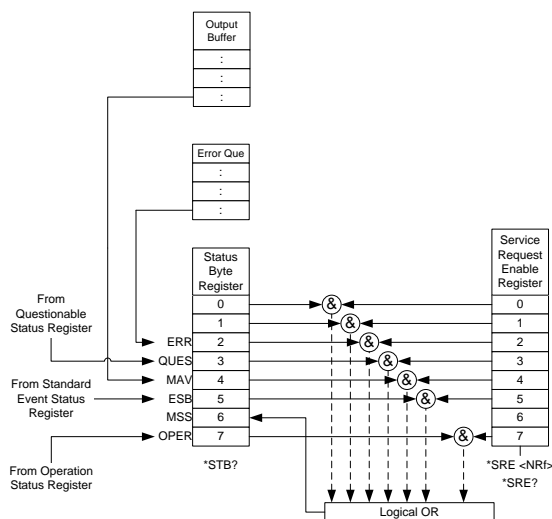 Output
Buffer
:
:
:
Error Que
:
:
:
Status
Byte
Register
Service
Request
Enable
Register
From
Questionable
Status Register
From Standard
Event Status
Register
From Operation
Status Register
0 & 0
1 & 1
ERR 2 & 2
QUES 3 & 3
MAV 4 & 4
ESB 5 & 5
MSS 6 6
OPER 7 & 7
*STB?
*SRE <NRf>
*SRE?
Logical OR